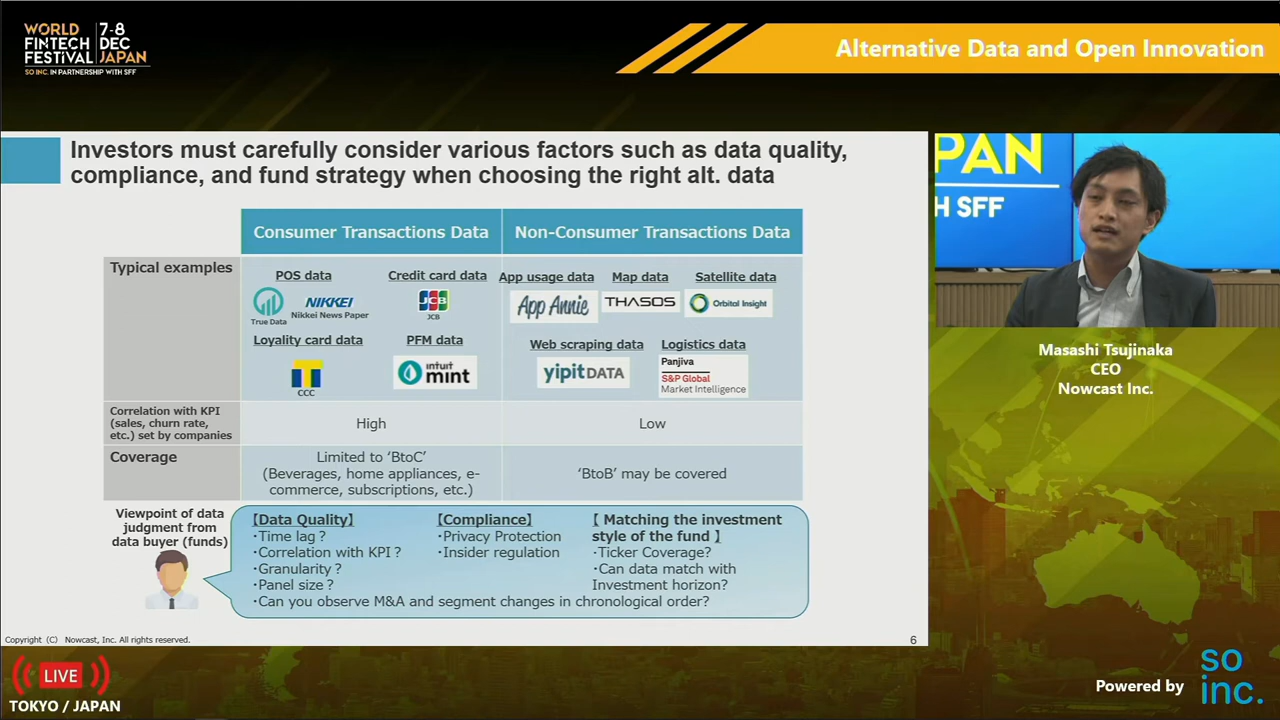 WORLD
FINTECH
FESTIVAL
7-8
DEC
JAPAN
SO INC. IN PARTNERSHIP WITH SFF
Alternative Data and Open Innovation
Investors must carefully consider various factors such as data quality,
compliance, and fund strategy when choosing the right alt. data
Consumer Transactions Data
Non-Consumer Transactions Data
Typical examples
POS data
Credit card data
True Data
NIKKEI
Nikkei News Paper
JCB
JCB
Loyality card data
PFM data
CCC
intuit
mint
App usage data
Map data
Satellite data
App Annie
THASOS
Orbital Insight
Web scraping data
Logistics data
yipitDATA
Panjiva
S&P Global
Market Intelligence
Correlation with KPI
(sales, churn rate,
etc.) set by companies
High
Low
Coverage
Limited to ‘BtoC’
(Beverages, home appliances, e-
commerce, subscriptions, etc.)
‘BtoB’ may be covered
Viewpoint of data
judgment from
data buyer (funds)
【Data Quality】
・Time lag？
・Correlation with KPI？
・Granularity？
・Panel size？
・Can you observe M&A and segment changes in chronological order?
【Compliance】
・Privacy Protection
・Insider regulation
【 Matching the investment
style of the fund 】
・Ticker Coverage?
・Can data match with
Investment horizon?
Copyright（C）Nowcast, Inc. All rights reserved.
6
PAN
H SFF
Masashi Tsujinaka
CEO
Nowcast Inc.
LIVE
TOKYO / JAPAN
Powered by
so
inc.